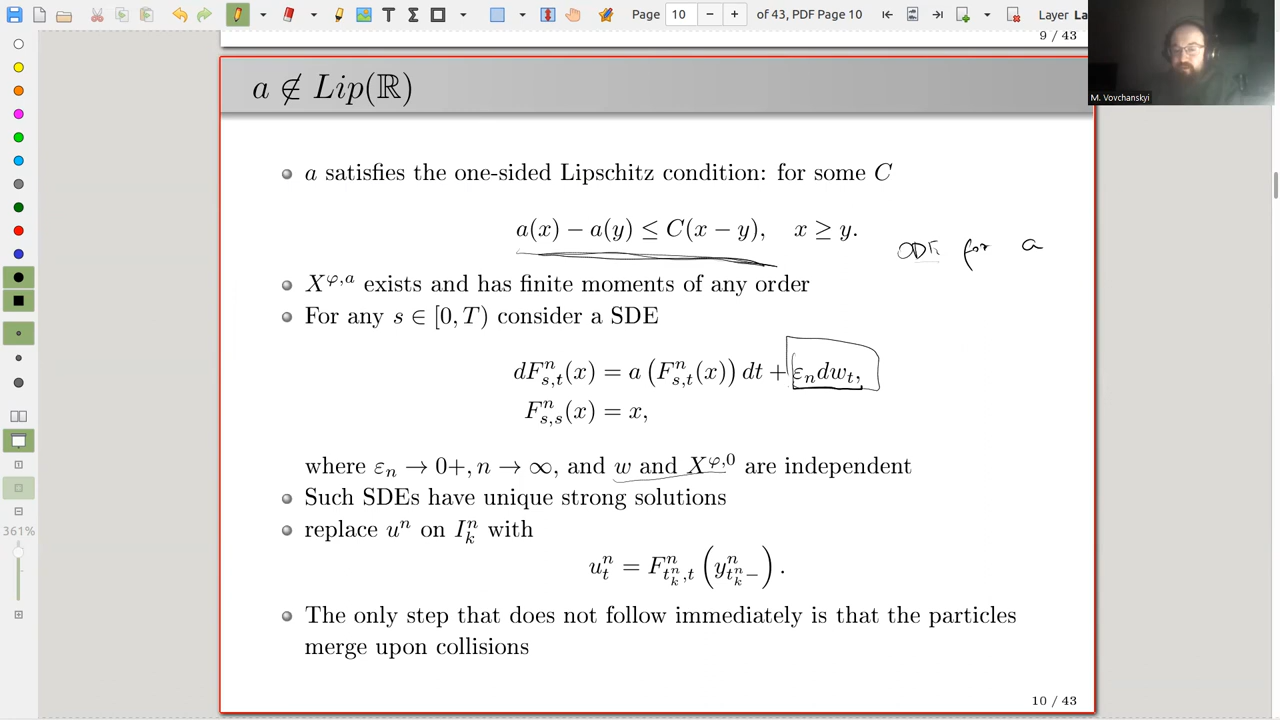 Page 10 of 43, PDF Page 10
Layer
9 / 43
M. Vovchanskyi
a ∉ Lip(ℝ)
a satisfies the one-sided Lipschitz condition: for some C
a(x) − a(y) ≤ C(x − y), x ≥ y.
ODE for a
X^{φ,a} exists and has finite moments of any order
For any s ∈ [0, T) consider a SDE
dF^n_{s,t}(x) = a (F^n_{s,t}(x)) dt + ε_n dw_t,
F^n_{s,s}(x) = x,
where ε_n → 0+, n → ∞, and w and X^{φ,0} are independent
Such SDEs have unique strong solutions
361%
replace u^n on I^n_k with
u^n_t = F^n_{t^n_k,t} (y^n_{t^n_k−}).
The only step that does not follow immediately is that the particles
merge upon collisions
10 / 43